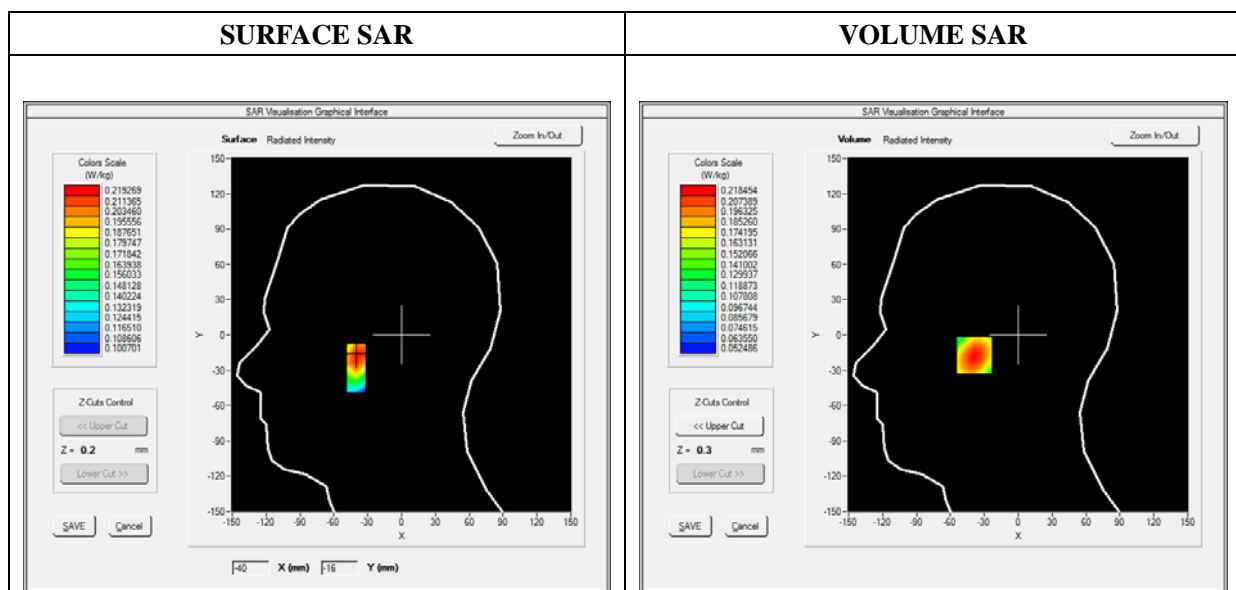 SURFACE SAR
VOLUME SAR
SAR Visualisation Graphical Interface
Surface Radiated Intensity
Zoom In/Out
Colors Scale
(W/kg)
0.219269
0.211365
0.203460
0.195556
0.187651
0.179747
0.171842
0.163938
0.156033
0.148128
0.140224
0.132319
0.124415
0.116510
0.108606
0.100701
Z-Cuts Control
<< Upper Cut
Z = 0.2 mm
Lower Cut >>
SAVE Cancel
150
120
90
60
30
0
-30
-60
-90
-120
-150
Y
-150 -120 -90 -60 -30 0 30 60 90 120 150
X
-40 X (mm) -16 Y (mm)
SAR Visualisation Graphical Interface
Volume Radiated Intensity
Zoom In/Out
Colors Scale
(W/kg)
0.218454
0.207389
0.196325
0.185260
0.174195
0.163131
0.152066
0.141002
0.129937
0.118873
0.107808
0.096744
0.085679
0.074615
0.063550
0.052486
Z-Cuts Control
<< Upper Cut
Z = 0.3 mm
Lower Cut >>
SAVE Cancel
150
120
90
60
30
0
-30
-60
-90
-120
-150
Y
-150 -120 -90 -60 -30 0 30 60 90 120 150
X